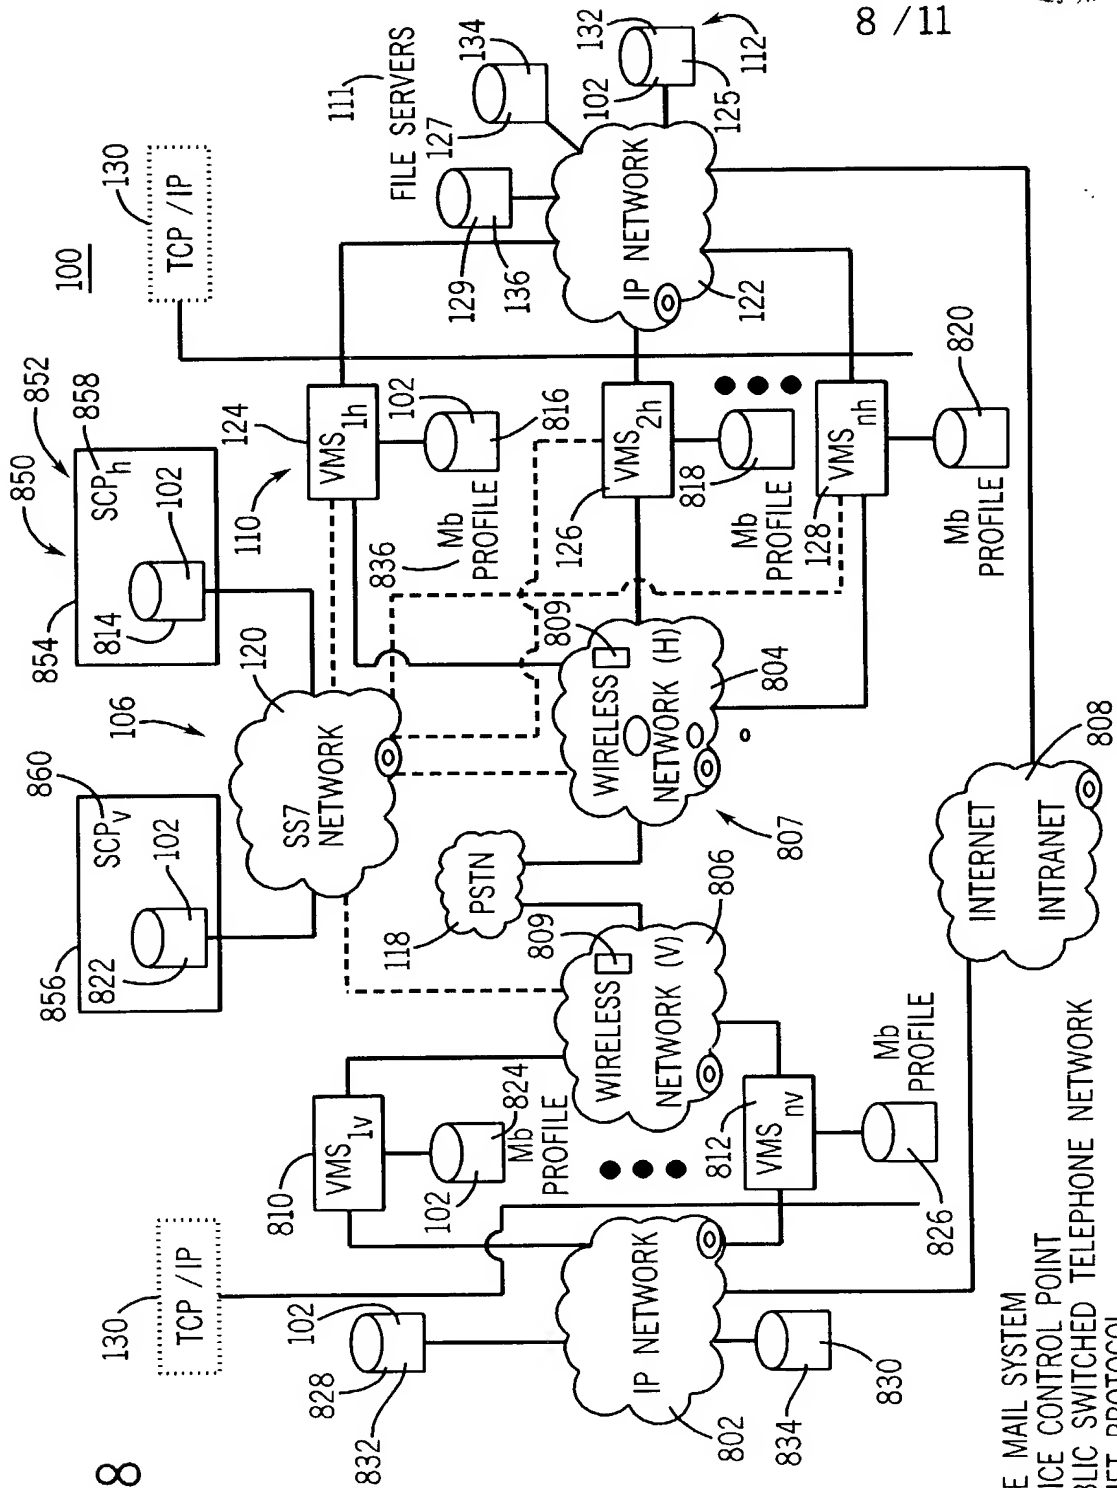 8 / 11
8
100
130
TCP / IP
130
TCP / IP
106
850
852
854
SCPh
858
102
814
856
SCPv
860
102
822
120
SS7
NETWORK
110
124
VMS1h
102
816
836
Mb
PROFILE
126
VMS2h
818
Mb
PROFILE
128
VMSnh
820
Mb
PROFILE
111
FILE SERVERS
134
127
129
136
132
102
125
112
IP NETWORK
122
118
PSTN
809
WIRELESS
NETWORK (H)
804
807
809
WIRELESS
NETWORK (V)
806
810
VMS1v
102
824
Mb
PROFILE
812
VMSnv
826
Mb
PROFILE
828
832
102
IP NETWORK
802
834
830
INTERNET
INTRANET
808
MAIL SYSTEM
CONTROL POINT
SWITCHED TELEPHONE NETWORK
PROTOCOL